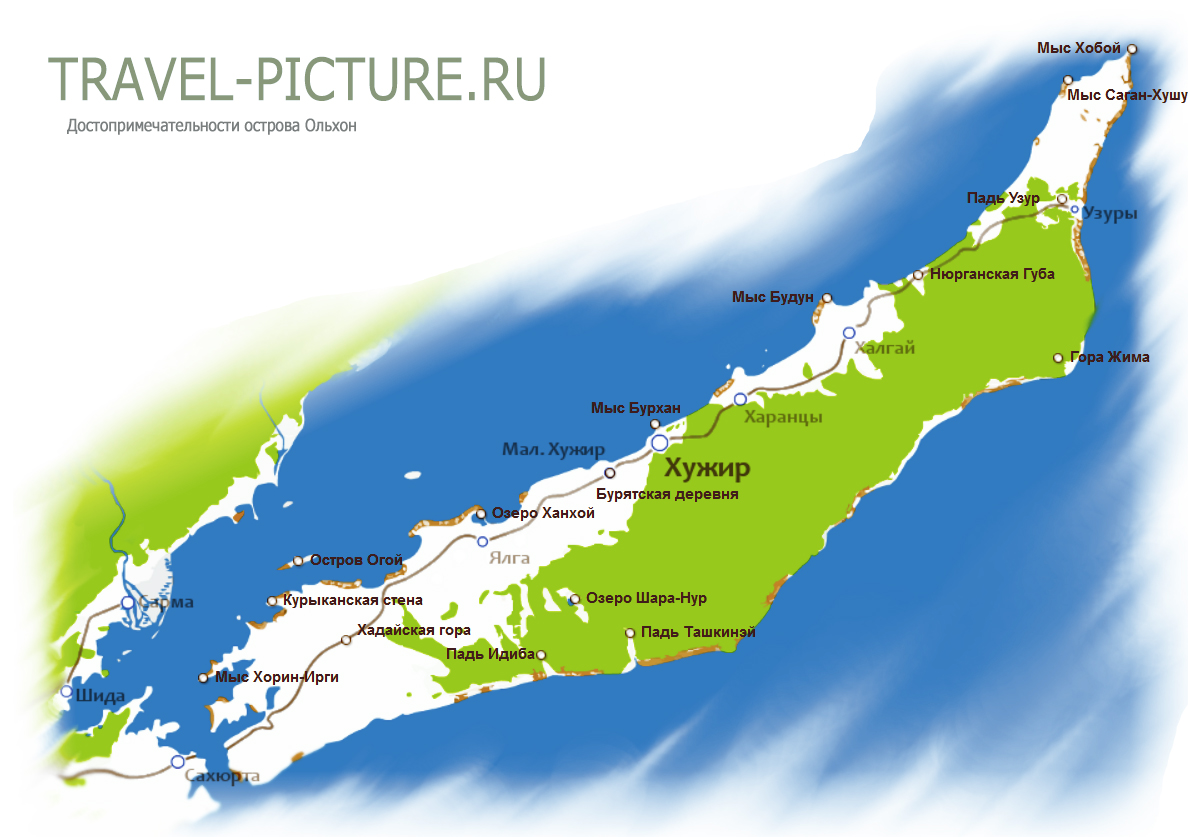 TRAVEL-PICTURE.RU
Достопримечательности острова Ольхон
Мыс Хобой
Мыс Саган-Хушу
Падь Узур
Узуры
Нюрганская Губа
Мыс Будун
Халгай
Гора Жима
Мыс Бурхан
Харанцы
Мал. Хужир
Хужир
Бурятская деревня
Озеро Ханхой
Ялга
Остров Огой
Курыканская стена
Сарма
Озеро Шара-Нур
Хадайская гора
Падь Ташкинэй
Падь Идиба
Мыс Хорин-Ирги
Шида
Сахюрта